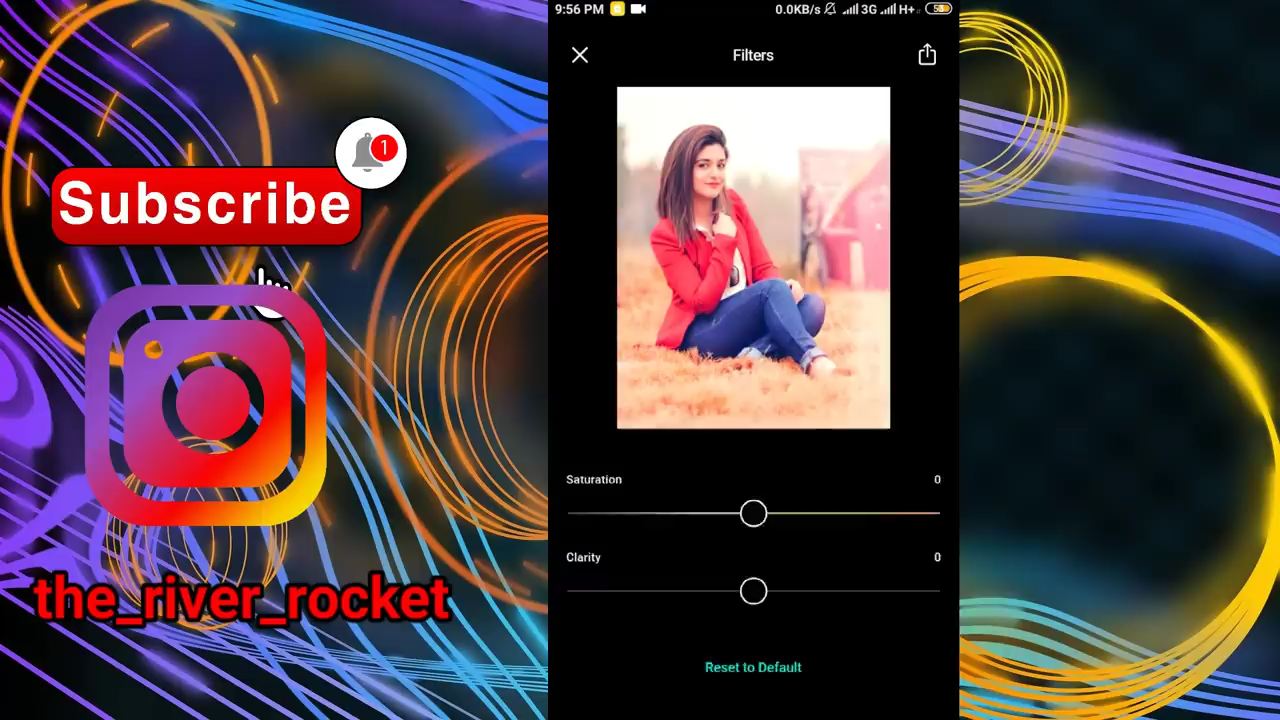 9:56 PM 0.0KB/s 3G H+
Filters
1
Subscribe
Saturation 0
Clarity 0
the_river_rocket
Reset to Default